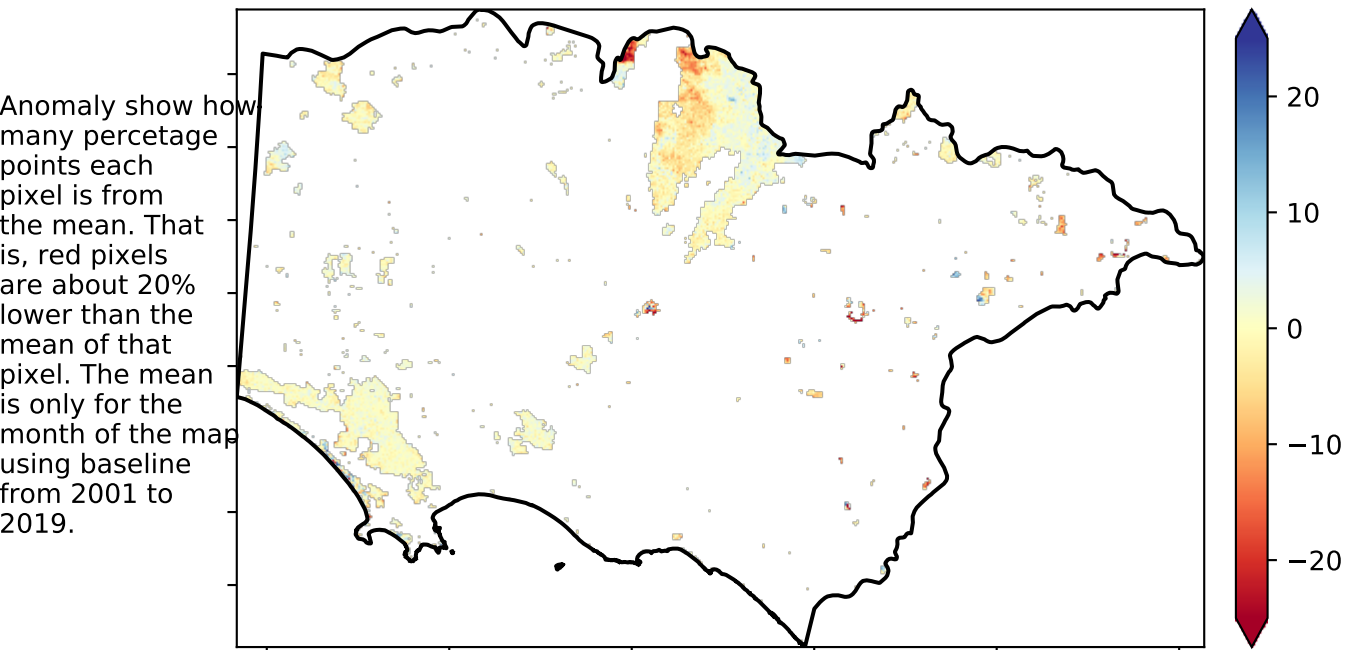 Anomaly show how
many percetage
points each
pixel is from
the mean. That
is, red pixels
are about 20%
lower than the
mean of that
pixel. The mean
is only for the
month of the map
using baseline
from 2001 to
2019.
20
10
0
−10
−20